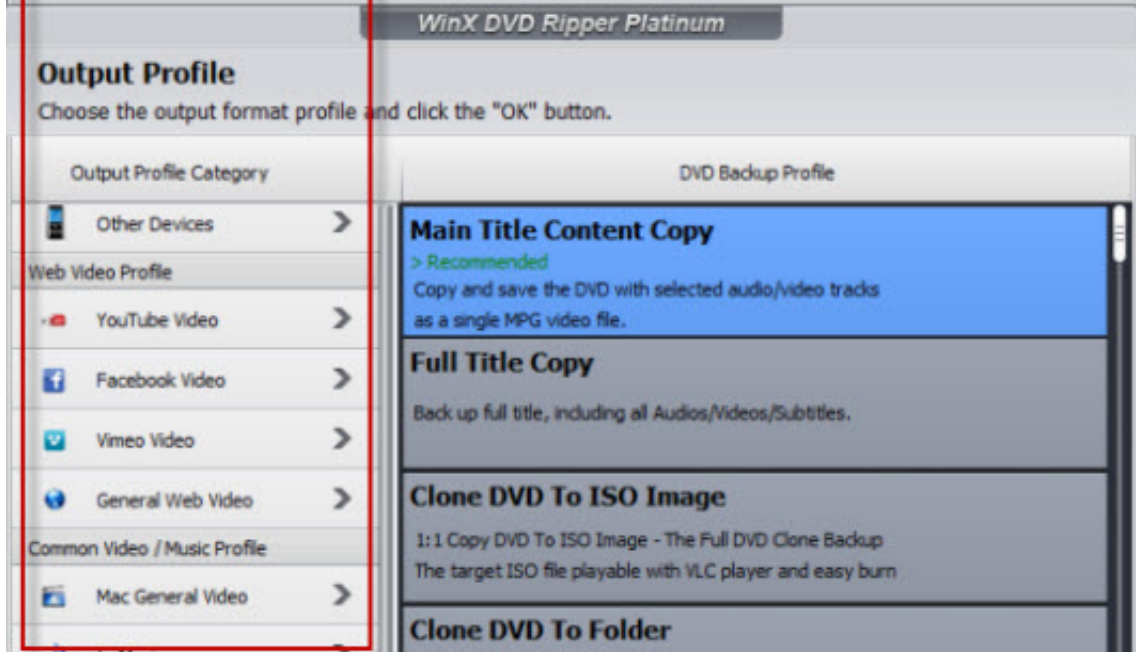 WinX DVD Ripper Platinum
Output Profile
Choose the output format profile and click the "OK" button.
Output Profile Category
Other Devices
Web Video Profile
YouTube Video
Facebook Video
Vimeo Video
General Web Video
Common Video / Music Profile
Mac General Video
DVD Backup Profile
Main Title Content Copy
> Recommended
Copy and save the DVD with selected audio/video tracks
as a single MPG video file.
Full Title Copy
Back up full title, including all Audios/Videos/Subtitles.
Clone DVD To ISO Image
1:1 Copy DVD To ISO Image - The Full DVD Clone Backup
The target ISO file playable with VLC player and easy burn
Clone DVD To Folder